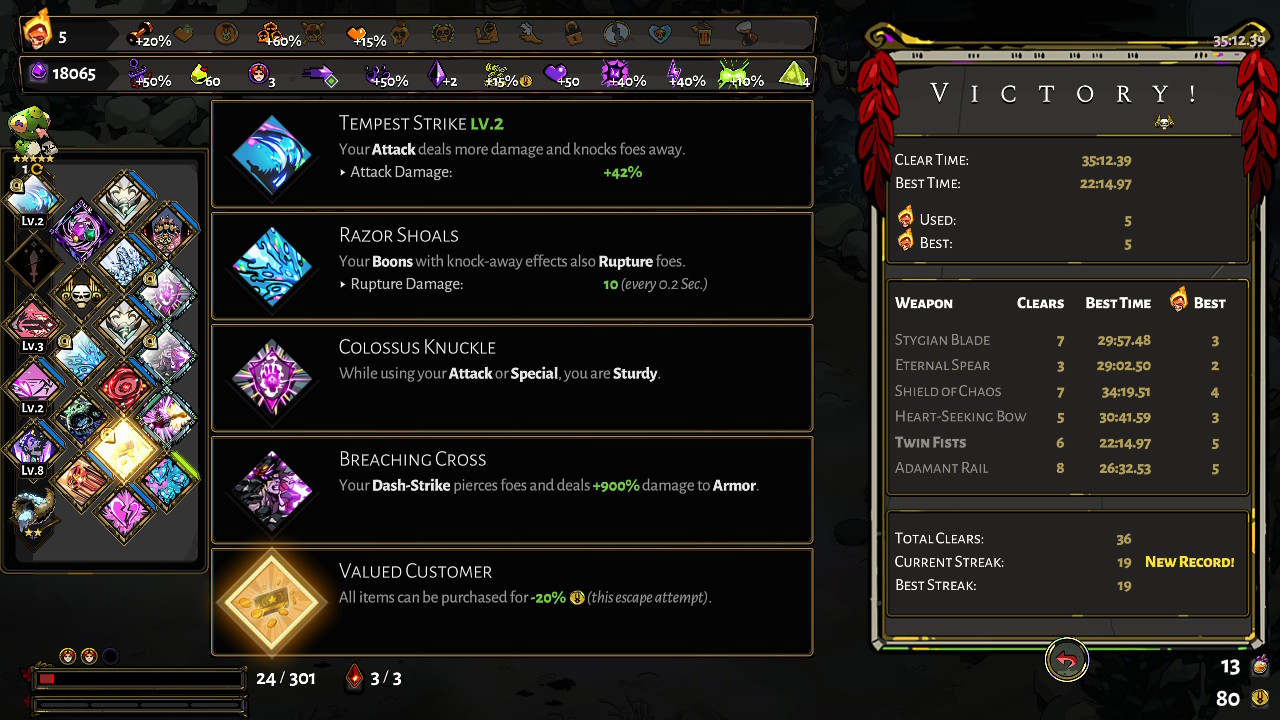 5
+20%
+60%
+15%
35:12.39
18065
+50%
60
3
+50%
+2
+15%
+50
+40%
+40%
+10%
4
VICTORY!
TEMPEST STRIKE LV.2
Your Attack deals more damage and knocks foes away.
‣ Attack Damage: +42%
CLEAR TIME: 35:12.39
BEST TIME: 22:14.97
USED: 5
BEST: 5
1
Lv.2
RAZOR SHOALS
Your Boons with knock-away effects also Rupture foes.
‣ Rupture Damage: 10 (every 0.2 Sec.)
WEAPON CLEARS BEST TIME BEST
STYGIAN BLADE 7 29:57.48 3
ETERNAL SPEAR 3 29:02.50 2
SHIELD OF CHAOS 7 34:19.51 4
HEART-SEEKING BOW 5 30:41.59 3
TWIN FISTS 6 22:14.97 5
ADAMANT RAIL 8 26:32.53 5
Lv.3
COLOSSUS KNUCKLE
While using your Attack or Special, you are Sturdy.
Lv.2
BREACHING CROSS
Your Dash-Strike pierces foes and deals +900% damage to Armor.
Lv.8
VALUED CUSTOMER
All items can be purchased for -20% (this escape attempt).
TOTAL CLEARS: 36
CURRENT STREAK: 19 NEW RECORD!
BEST STREAK: 19
24 / 301
3 / 3
13
80